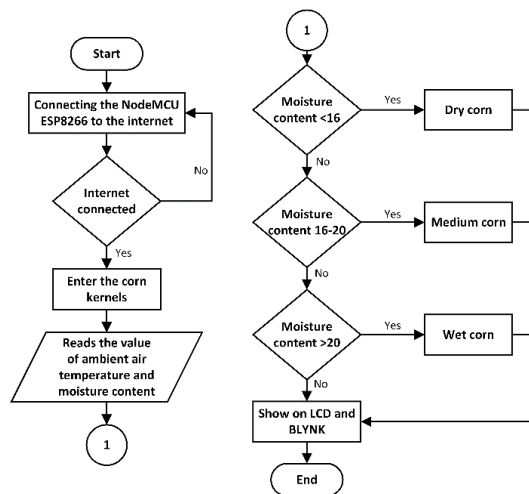 Start
Connecting the NodeMCU
ESP8266 to the internet
No
Internet
connected
Yes
Enter the corn
kernels
Reads the value
of ambient air
temperature and
moisture content
1
1
Moisture
content <16
Yes
Dry corn
No
Moisture
content 16-20
Yes
Medium corn
No
Moisture
content >20
Yes
Wet corn
No
Show on LCD and
BLYNK
End